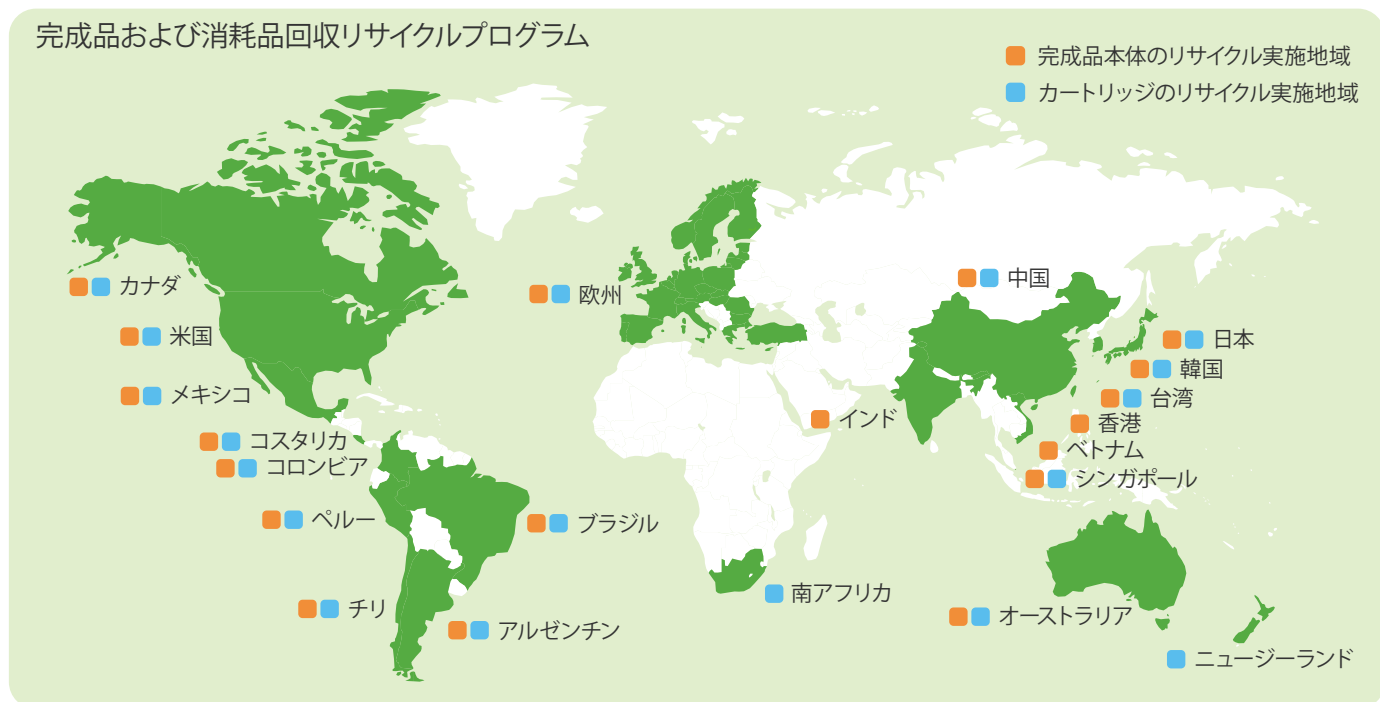 完成品および消耗品回収リサイクルプログラム
完成品本体のリサイクル実施地域
カートリッジのリサイクル実施地域
カナダ
米国
メキシコ
コスタリカ
コロンビア
ペルー
チリ
アルゼンチン
ブラジル
欧州
南アフリカ
インド
中国
日本
韓国
台湾
香港
ベトナム
シンガポール
オーストラリア
ニュージーランド